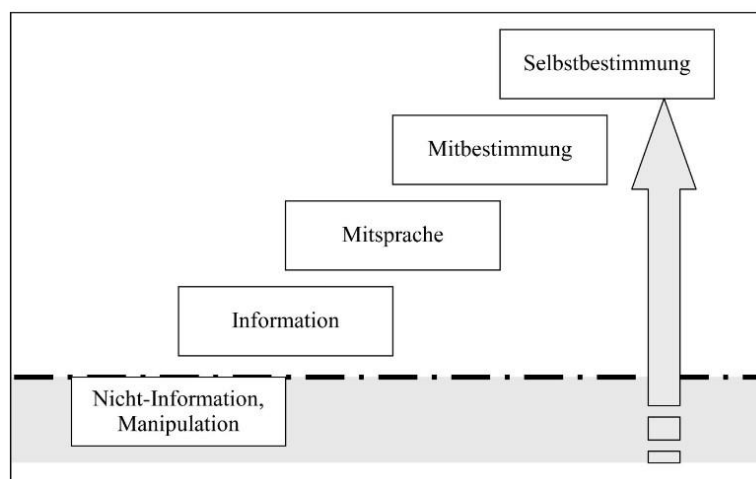 Selbstbestimmung
Mitbestimmung
Mitsprache
Information
Nicht-Information,
Manipulation